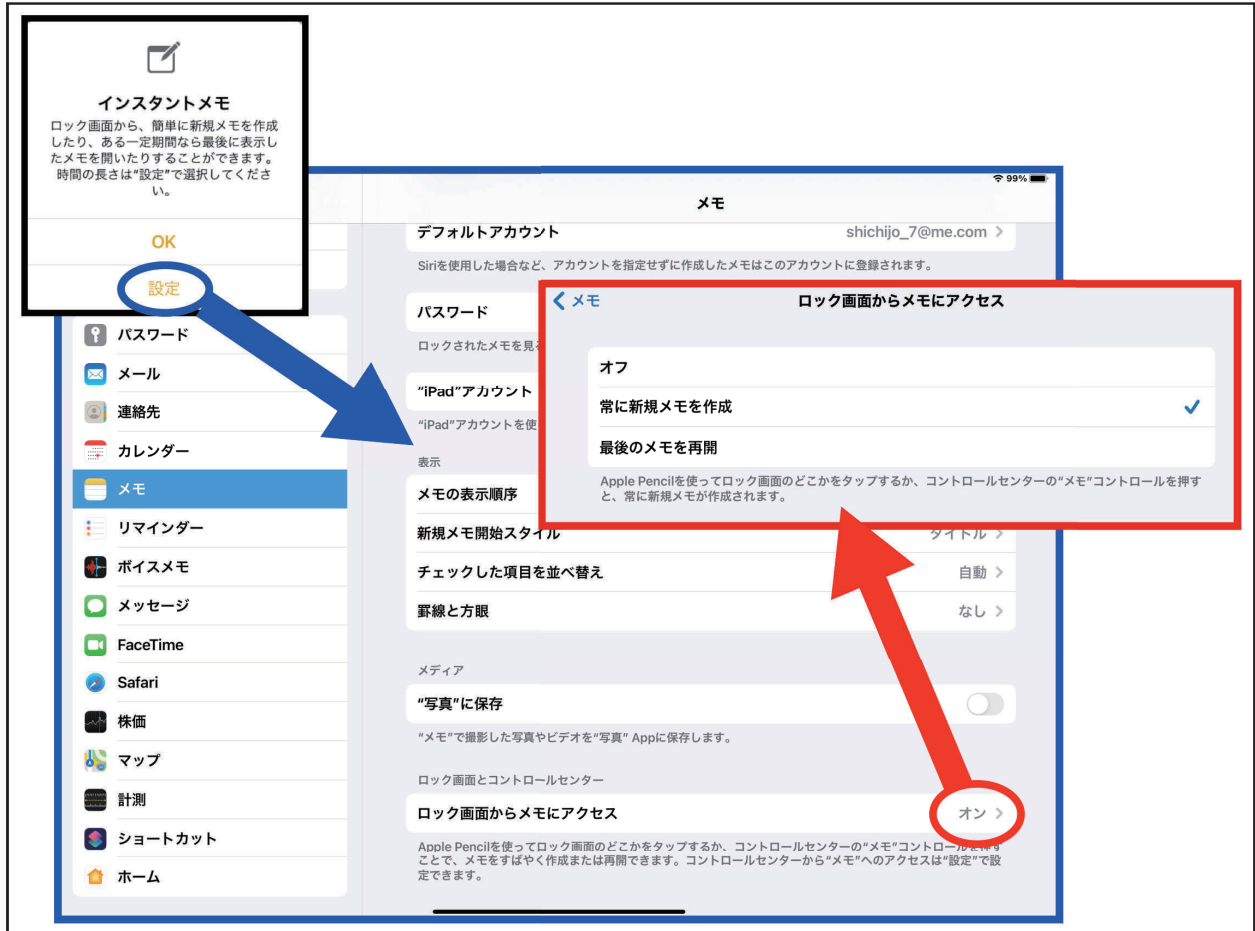 インスタントメモ
ロック画面から、簡単に新規メモを作成
したり、ある一定期間なら最後に表示し
たメモを開いたりすることができます。
時間の長さは“設定”で選択してくださ
い。
OK
設定
99%
メモ
デフォルトアカウント
shichijo_7@me.com
Siriを使用した場合など、アカウントを指定せずに作成したメモはこのアカウントに登録されます。
パスワード
ロックされたメモを見
“iPad”アカウント
“iPad”アカウントを使
表示
メモの表示順序
新規メモ開始スタイル
タイトル
チェックした項目を並べ替え
自動
罫線と方眼
なし
メディア
“写真”に保存
“メモ”で撮影した写真やビデオを“写真” Appに保存します。
ロック画面とコントロールセンター
ロック画面からメモにアクセス
オン
Apple Pencilを使ってロック画面のどこかをタップするか、コントロールセンターの“メモ”コントロールを押す
ことで、メモをすばやく作成または再開できます。コントロールセンターから“メモ”へのアクセスは“設定”で設
定できます。
パスワード
メール
連絡先
カレンダー
メモ
リマインダー
ボイスメモ
メッセージ
FaceTime
Safari
株価
マップ
計測
ショートカット
ホーム
メモ
ロック画面からメモにアクセス
オフ
常に新規メモを作成
最後のメモを再開
Apple Pencilを使ってロック画面のどこかをタップするか、コントロールセンターの“メモ”コントロールを押す
と、常に新規メモが作成されます。